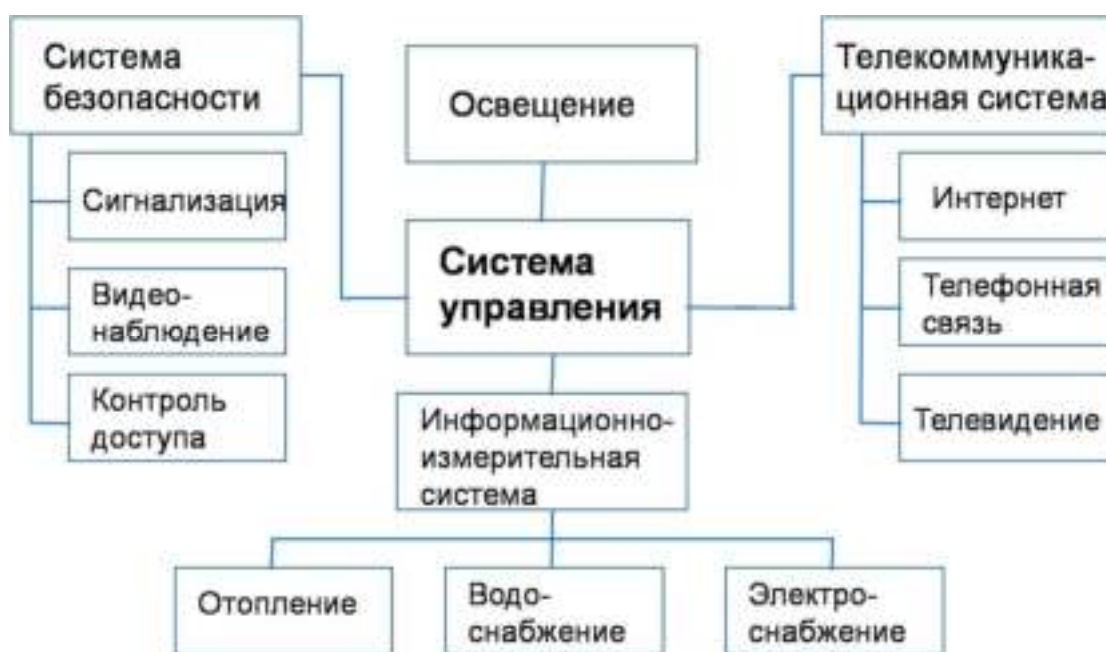 Система
безопасности
Сигнализация
Видео-
наблюдение
Контроль
доступа
Освещение
Система
управления
Информационно-
измерительная
система
Отопление
Водо-
снабжение
Электро-
снабжение
Телекоммуника-
ционная система
Интернет
Телефонная
связь
Телевидение